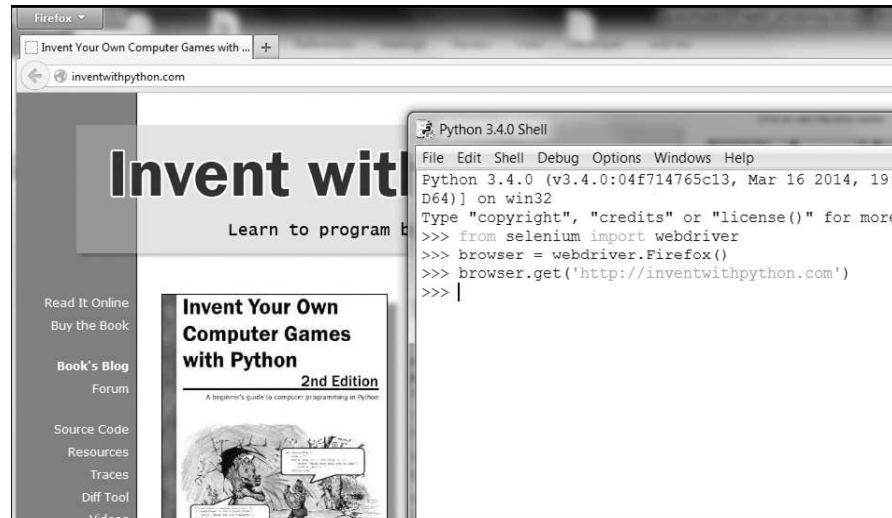 Firefox
Invent Your Own Computer Games with ...
+
inventwithpython.com
Invent wit
Learn to program b
Read It Online
Buy the Book
Book's Blog
Forum
Source Code
Resources
Traces
Diff Tool
Videos
Invent Your Own
Computer Games
with Python
2nd Edition
A beginner's guide to computer programming in Python
Python 3.4.0 Shell
File Edit Shell Debug Options Windows Help
Python 3.4.0 (v3.4.0:04f714765c13, Mar 16 2014, 19
D64)] on win32
Type "copyright", "credits" or "license()" for more
>>> from selenium import webdriver
>>> browser = webdriver.Firefox()
>>> browser.get('http://inventwithpython.com')
>>>